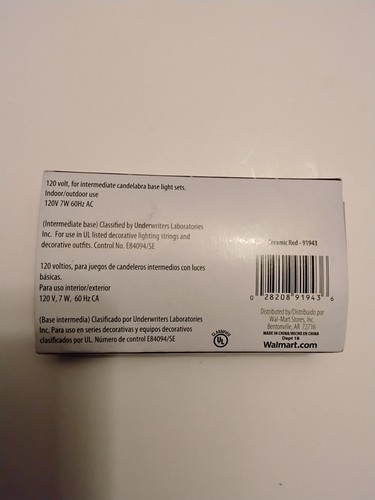 120 volt, for intermediate candelabra base light sets.
Indoor/outdoor use
120V 7W 60Hz AC
(Intermediate base) Classified by Underwriters Laboratories
Inc. For use in UL listed decorative lighting strings and
decorative outfits. Control No. E84094/SE
120 voltios, para juegos de candeleros intermedios con luces
básicas.
Para uso interior/exterior
120 V, 7 W, 60 Hz CA
(Base intermedia) Clasificado por Underwriters Laboratories
Inc. Para uso en series decorativas y equipos decorativos
clasificados por UL. Número de control E84094/SE
CLASSIFIED
UL
Ceramic Red - 91943
0 28208 91943 6
Distributed by/Distribuido por
Wal-Mart Stores, Inc.
Bentonville, AR 72716
MADE IN CHINA/HECHO EN CHINA
Dept 18
Walmart.com